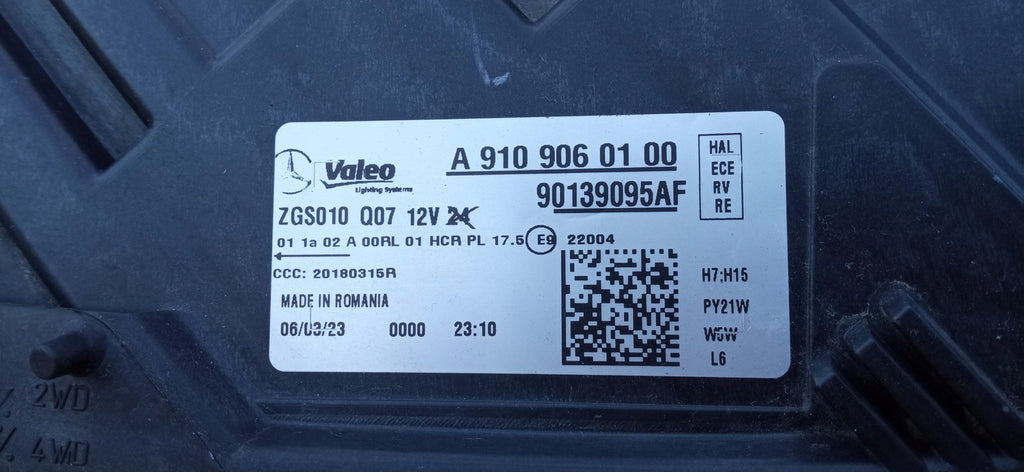 Valeo
Lighting Systems
A 910 906 01 00
90139095AF
HAL
ECE
RV
RE
ZGS010 Q07 12V 24
01 1a 02 A 00RL 01 HCR PL 17.5 E9 22004
CCC: 20180315R
MADE IN ROMANIA
06/03/23 0000 23:10
H7;H15
PY21W
W5W
L6
% 2WD
% 4WD